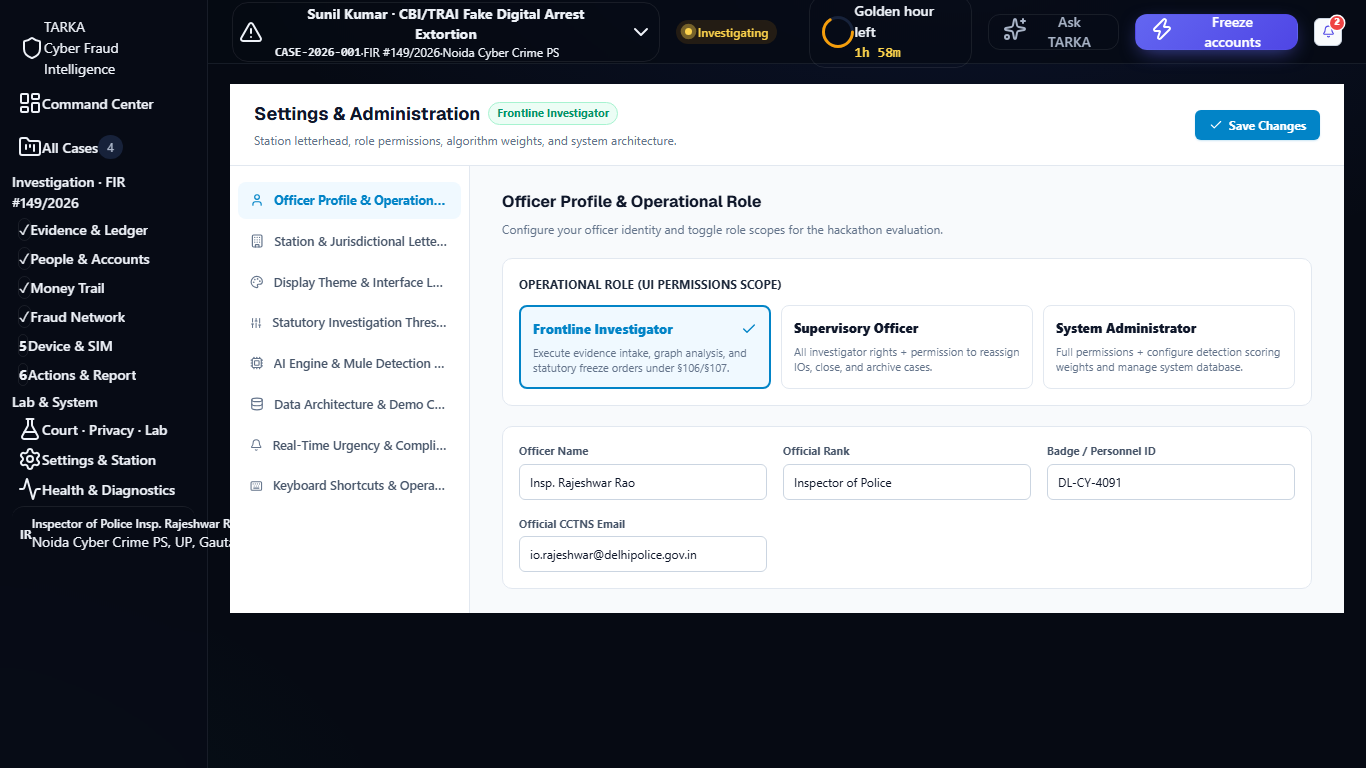 TARKA
Cyber Fraud
Intelligence
Command Center
All Cases 4
Investigation · FIR
#149/2026
✓Evidence & Ledger
✓People & Accounts
✓Money Trail
✓Fraud Network
5Device & SIM
6Actions & Report
Lab & System
Court · Privacy · Lab
Settings & Station
Health & Diagnostics
IR
Inspector of Police Insp. Rajeshwar R
Noida Cyber Crime PS, UP, Gauta
Sunil Kumar · CBI/TRAI Fake Digital Arrest
Extortion
CASE-2026-001·FIR #149/2026·Noida Cyber Crime PS
Investigating
Golden hour
left
1h 58m
Ask
TARKA
Freeze
accounts
2
Settings & Administration Frontline Investigator
Station letterhead, role permissions, algorithm weights, and system architecture.
✓ Save Changes
Officer Profile & Operation...
Station & Jurisdictional Lette...
Display Theme & Interface L...
Statutory Investigation Thres...
AI Engine & Mule Detection ...
Data Architecture & Demo C...
Real-Time Urgency & Compli...
Keyboard Shortcuts & Opera...
Officer Profile & Operational Role
Configure your officer identity and toggle role scopes for the hackathon evaluation.
OPERATIONAL ROLE (UI PERMISSIONS SCOPE)
Frontline Investigator ✓
Execute evidence intake, graph analysis, and
statutory freeze orders under §106/§107.
Supervisory Officer
All investigator rights + permission to reassign
IOs, close, and archive cases.
System Administrator
Full permissions + configure detection scoring
weights and manage system database.
Officer Name
Insp. Rajeshwar Rao
Official Rank
Inspector of Police
Badge / Personnel ID
DL-CY-4091
Official CCTNS Email
io.rajeshwar@delhipolice.gov.in